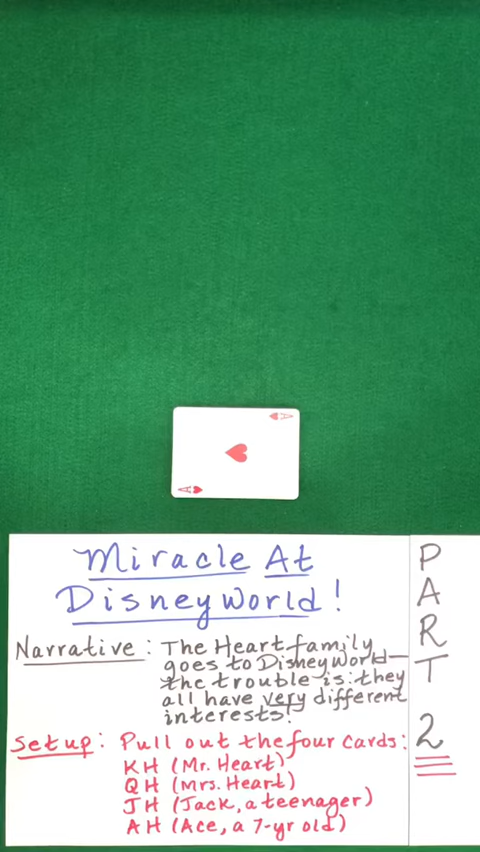 A
A
Miracle At
DisneyWorld!
Narrative: The Heart family
goes to DisneyWorld—
the trouble is: they
all have very different
interests!
Setup: Pull out the four cards:
KH (Mr. Heart)
QH (Mrs. Heart)
JH (Jack, a teenager)
AH (Ace, a 7-yr old)
PART 2